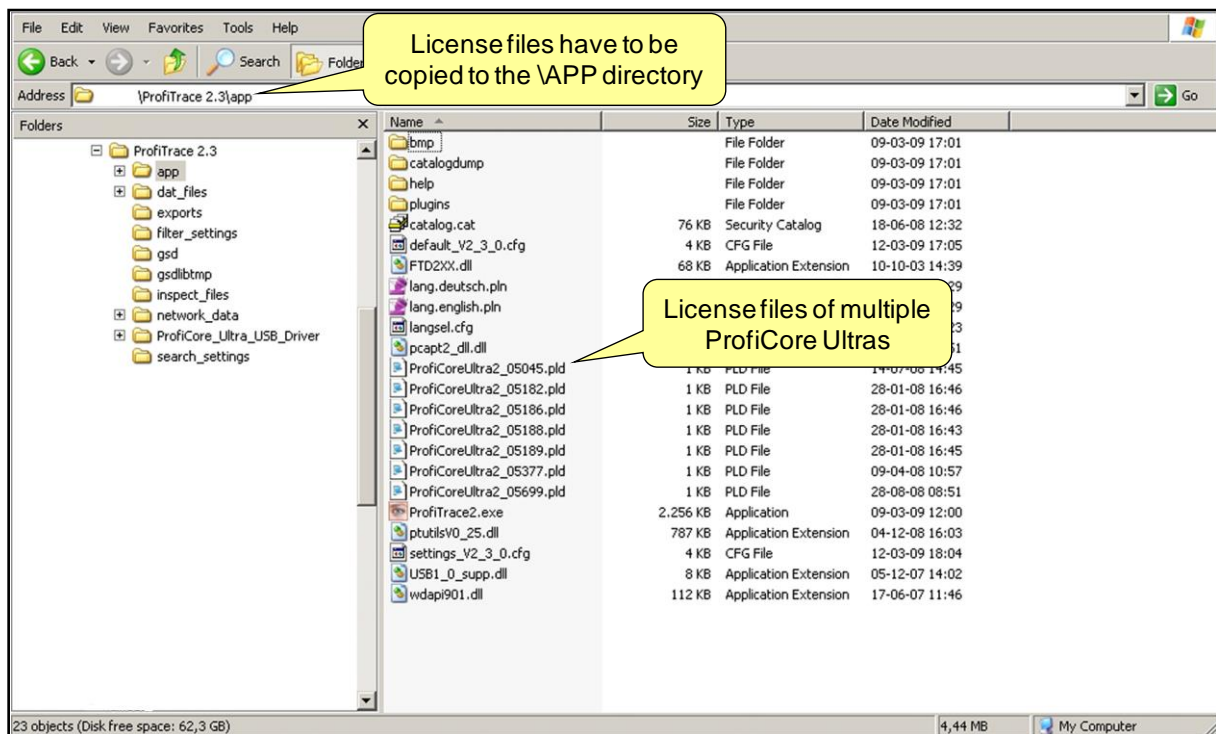 File Edit View Favorites Tools Help
License files have to be
copied to the \APP directory
Back Search Folder
Address \ProfiTrace 2.3\app Go
Folders x Name Size Type Date Modified
ProfiTrace 2.3
app
dat_files
exports
filter_settings
gsd
gsdlibtmp
inspect_files
network_data
ProfiCore_Ultra_USB_Driver
search_settings
bmp File Folder 09-03-09 17:01
catalogdump File Folder 09-03-09 17:01
help File Folder 09-03-09 17:01
plugins File Folder 09-03-09 17:01
catalog.cat 76 KB Security Catalog 18-06-08 12:32
default_V2_3_0.cfg 4 KB CFG File 12-03-09 17:05
FTD2XX.dll 68 KB Application Extension 10-10-03 14:39
lang.deutsch.pln
lang.english.pln
langsel.cfg
pcapt2_dll.dll
License files of multiple
ProfiCore Ultras
ProfiCoreUltra2_05045.pld 1 KB PLD File 14-07-08 14:45
ProfiCoreUltra2_05182.pld 1 KB PLD File 28-01-08 16:46
ProfiCoreUltra2_05186.pld 1 KB PLD File 28-01-08 16:46
ProfiCoreUltra2_05188.pld 1 KB PLD File 28-01-08 16:43
ProfiCoreUltra2_05189.pld 1 KB PLD File 28-01-08 16:45
ProfiCoreUltra2_05377.pld 1 KB PLD File 09-04-08 10:57
ProfiCoreUltra2_05699.pld 1 KB PLD File 28-08-08 08:51
ProfiTrace2.exe 2.256 KB Application 09-03-09 12:00
ptutilsV0_25.dll 787 KB Application Extension 04-12-08 16:03
settings_V2_3_0.cfg 4 KB CFG File 12-03-09 18:04
USB1_0_supp.dll 8 KB Application Extension 05-12-07 14:02
wdapi901.dll 112 KB Application Extension 17-06-07 11:46
23 objects (Disk free space: 62,3 GB) 4,44 MB My Computer